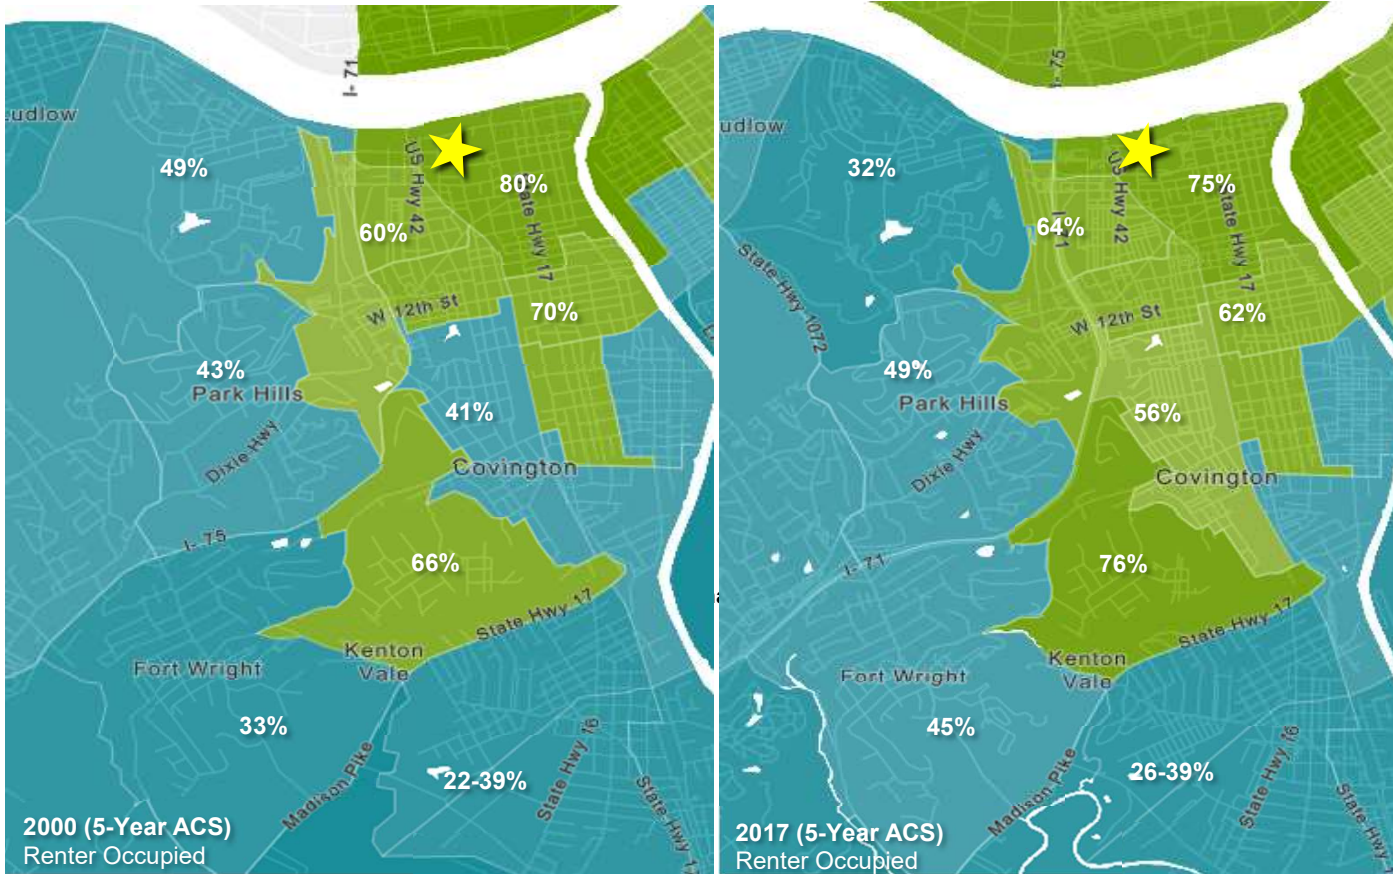 I- 71
udlow
49%
US Hwy 42
80%
State Hwy 17
60%
W 12th St
70%
43%
Park Hills
41%
Dixie Hwy
Covington
I- 75
66%
State Hwy 17
Kenton
Vale
Fort Wright
33%
22-39%
Madison Pike
State Hwy 16
State Hwy 1
2000 (5-Year ACS)
Renter Occupied
I- 75
udlow
32%
US Hwy 42
75%
State Hwy 17
64%
State Hwy 1072
W 12th St
62%
49%
Park Hills
56%
Dixie Hwy
Covington
I- 71
76%
State Hwy 17
Kenton
Vale
Fort Wright
45%
26-39%
Madison Pike
State Hwy 16
State Hwy
2017 (5-Year ACS)
Renter Occupied